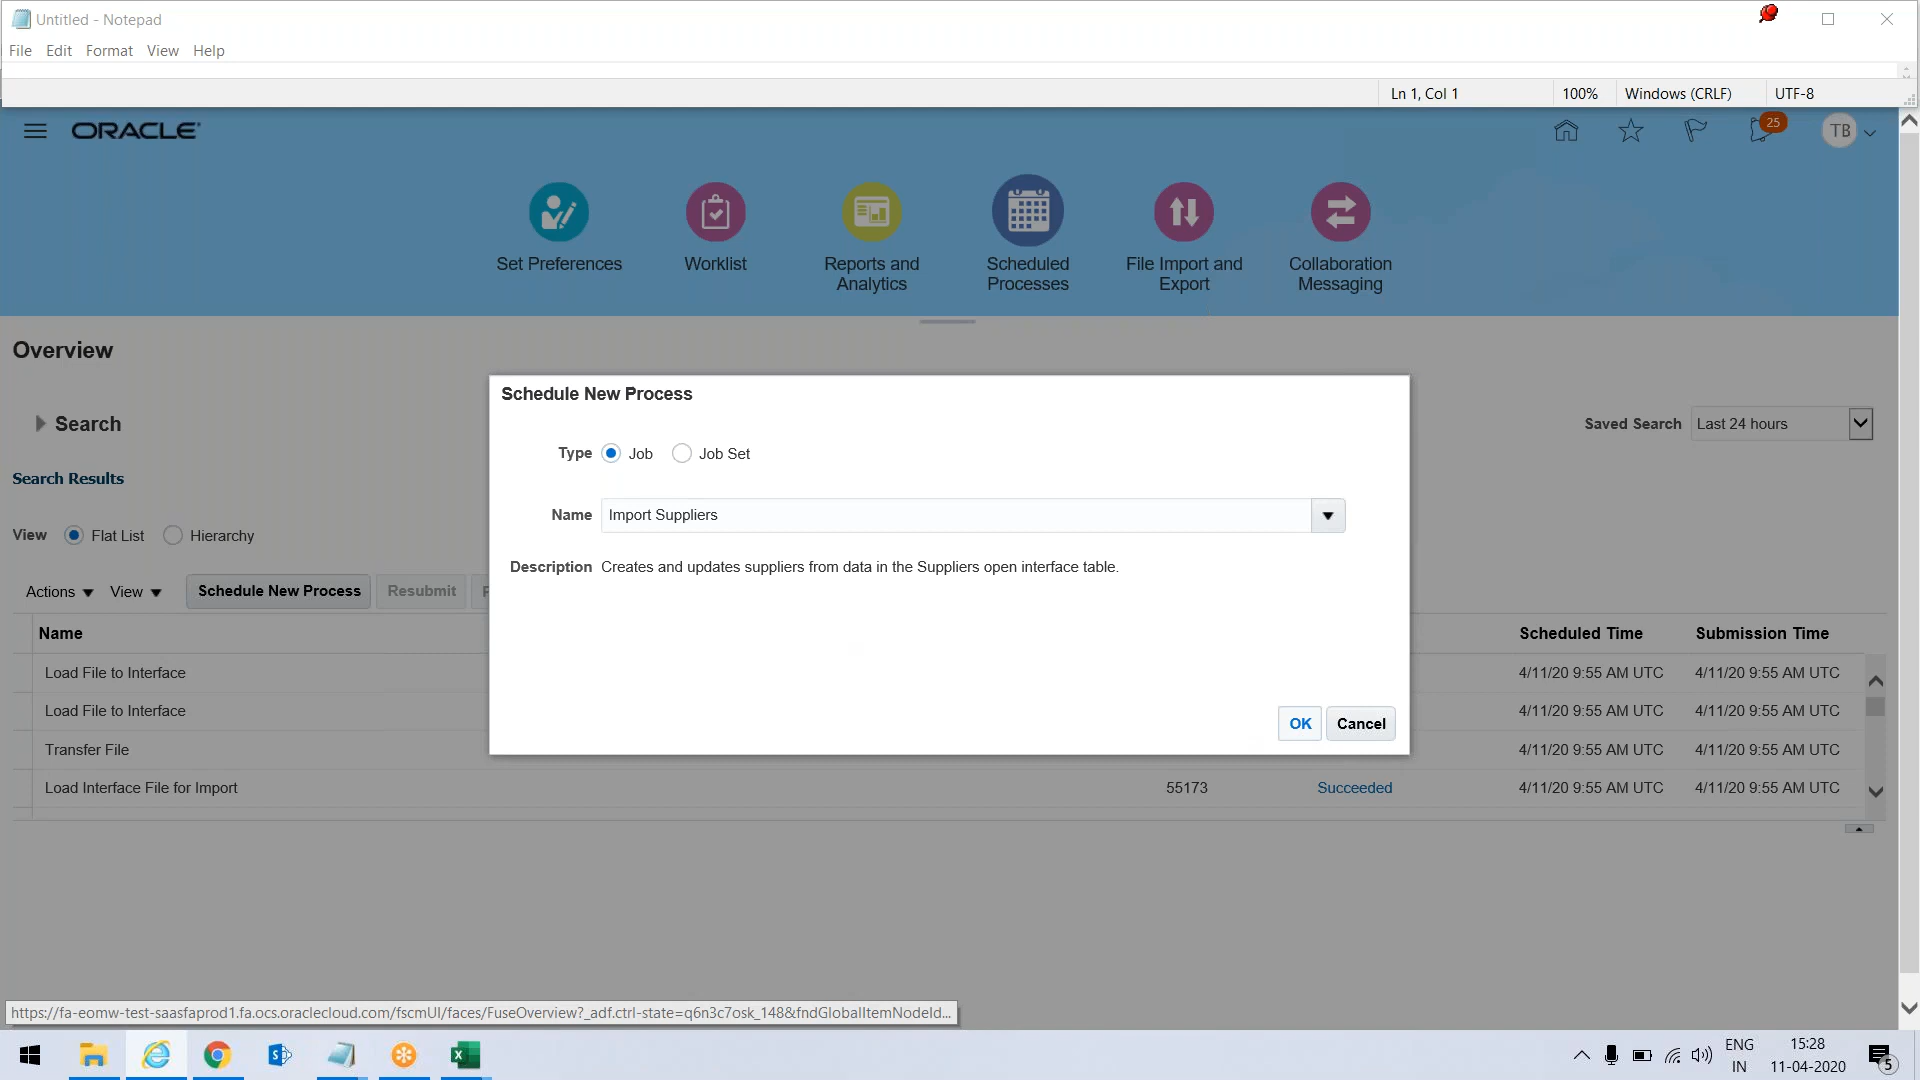 Untitled - Notepad
File Edit Format View Help
Ln 1, Col 1 100% Windows (CRLF) UTF-8
ORACLE
25
TB
Set Preferences
Worklist
Reports and
Analytics
Scheduled
Processes
File Import and
Export
Collaboration
Messaging
Overview
Search
Saved Search Last 24 hours
Search Results
View Flat List Hierarchy
Actions View Schedule New Process Resubmit
Schedule New Process
Type Job Job Set
Name Import Suppliers
Description Creates and updates suppliers from data in the Suppliers open interface table.
OK Cancel
Name Scheduled Time Submission Time
Load File to Interface 4/11/20 9:55 AM UTC 4/11/20 9:55 AM UTC
Load File to Interface 4/11/20 9:55 AM UTC 4/11/20 9:55 AM UTC
Transfer File 4/11/20 9:55 AM UTC 4/11/20 9:55 AM UTC
Load Interface File for Import 55173 Succeeded 4/11/20 9:55 AM UTC 4/11/20 9:55 AM UTC
https://fa-eomw-test-saasfaprod1.fa.ocs.oraclecloud.com/fscmUI/faces/FuseOverview?_adf.ctrl-state=q6n3c7osk_148&fndGlobalItemNodeId...
ENG
IN
15:28
11-04-2020
5